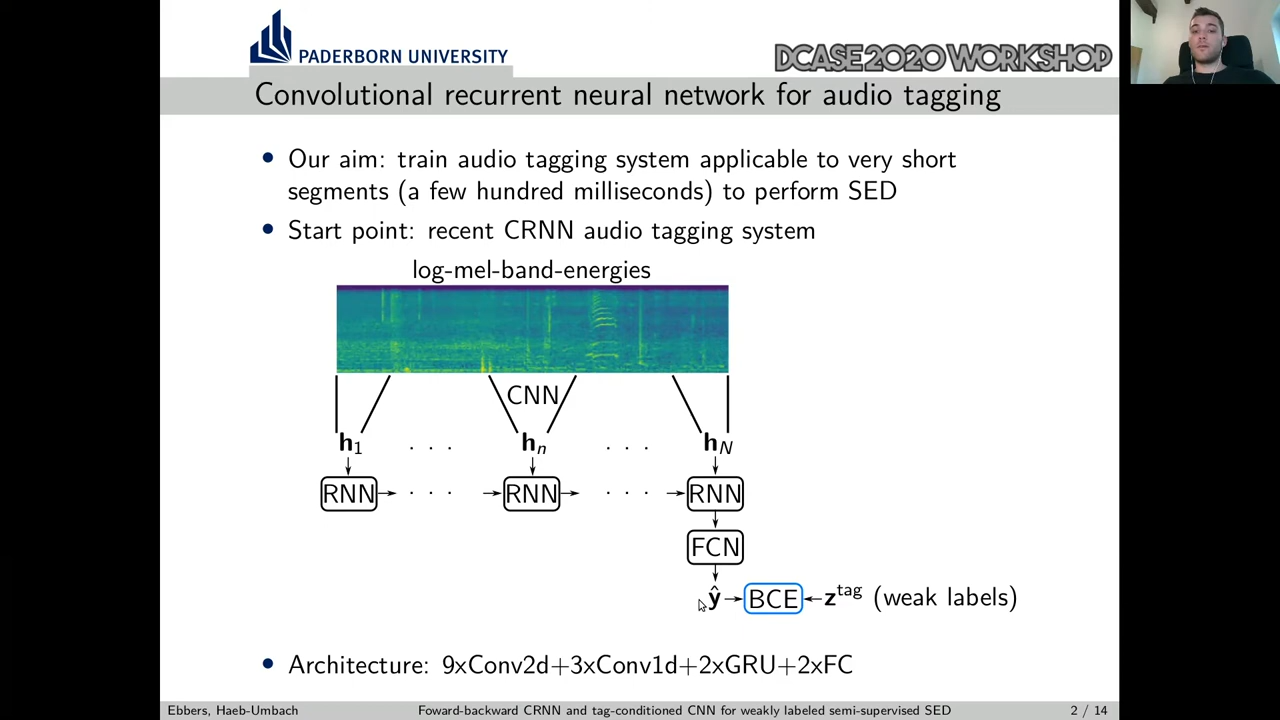 PADERBORN UNIVERSITY
DCASE2020 WORKSHOP
Convolutional recurrent neural network for audio tagging
• Our aim: train audio tagging system applicable to very short
segments (a few hundred milliseconds) to perform SED
• Start point: recent CRNN audio tagging system
log-mel-band-energies
CNN
h₁ · · · hₙ · · · h_N
RNN · · · RNN · · · RNN
FCN
ŷ BCE z^tag (weak labels)
• Architecture: 9xConv2d+3xConv1d+2xGRU+2xFC
Ebbers, Haeb-Umbach Foward-backward CRNN and tag-conditioned CNN for weakly labeled semi-supervised SED 2 / 14